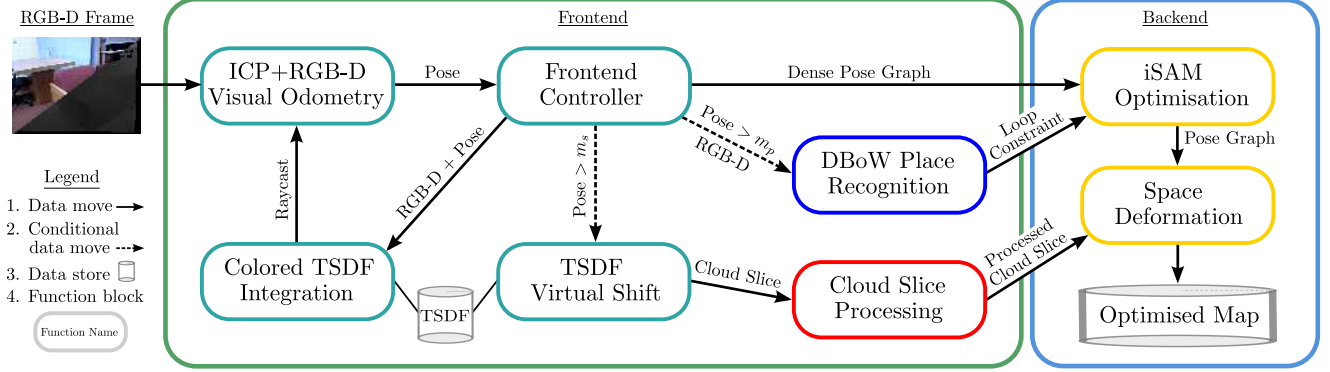 RGB-D Frame
Frontend
Backend
ICP+RGB-D
Visual Odometry
Pose
Frontend
Controller
Dense Pose Graph
iSAM
Optimisation
Pose > m_p
RGB-D
Loop
Constraint
Pose Graph
DBoW Place
Recognition
Space
Deformation
Legend
1. Data move
2. Conditional
data move
3. Data store
4. Function block
Function Name
Raycast
RGB-D + Pose
Pose > m_s
Colored TSDF
Integration
TSDF
TSDF
Virtual Shift
Cloud Slice
Cloud Slice
Processing
Processed
Cloud Slice
Optimised Map